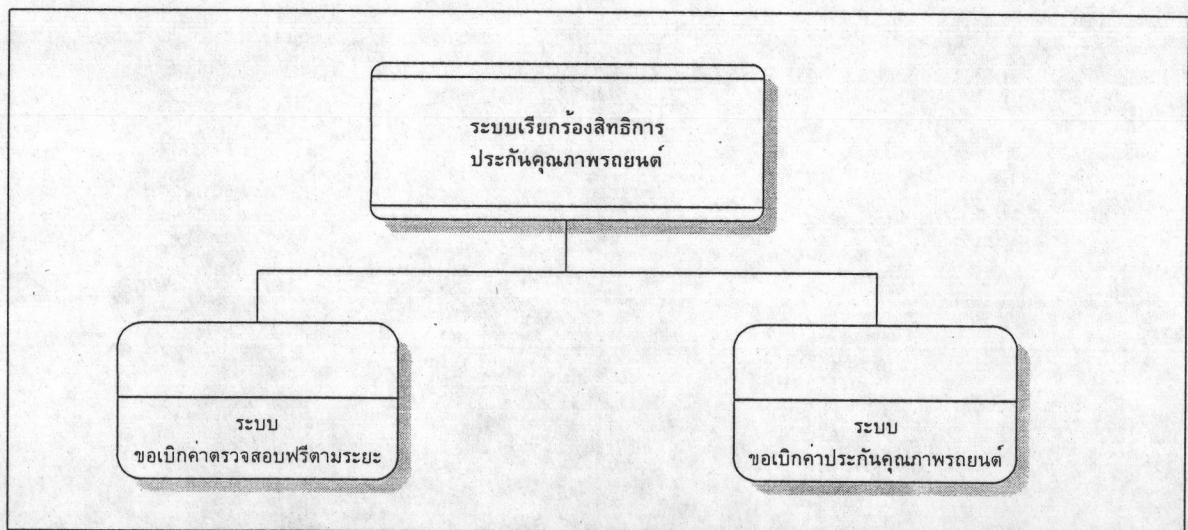 ระบบเรียกร้องสิทธิการ
ประกันคุณภาพรถยนต์
ระบบ
ขอเบิกค่าตรวจสอบฟรีตามระยะ
ระบบ
ขอเบิกค่าประกันคุณภาพรถยนต์